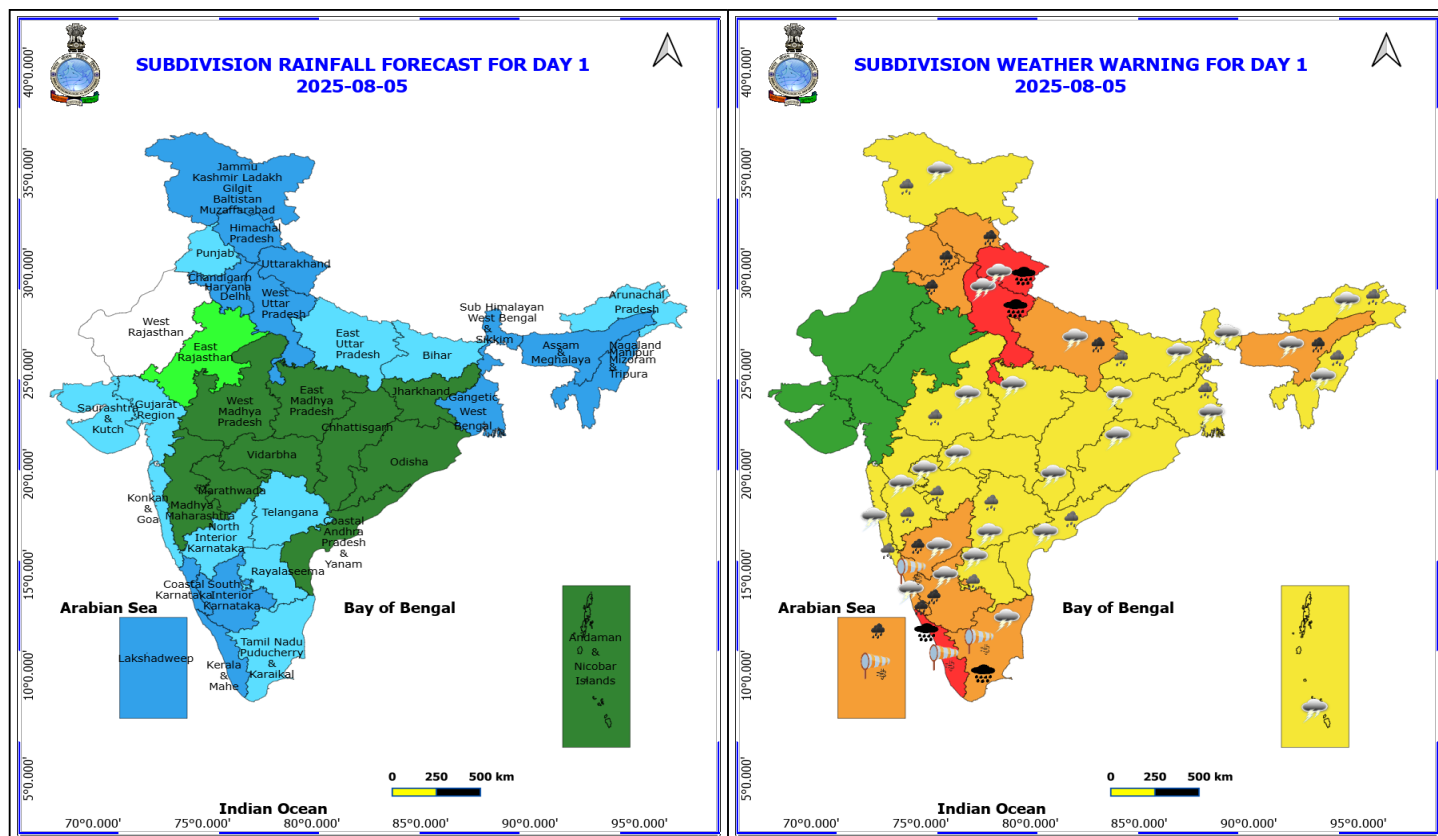 SUBDIVISION RAINFALL FORECAST FOR DAY 1
2025-08-05
40°0.000'
35°0.000'
30°0.000'
25°0.000'
20°0.000'
15°0.000'
10°0.000'
5°0.000'
Jammu
Kashmir Ladakh
Gilgit
Baltistan
Muzaffarabad
Himachal
Pradesh
Punjab
Uttarakhand
Chandigarh
Haryana
Delhi
West
Uttar
Pradesh
West
Rajasthan
East
Rajasthan
East
Uttar
Pradesh
Bihar
Sub Himalayan
West Bengal
&
Sikkim
Arunachal
Pradesh
Assam
&
Meghalaya
Nagaland
Manipur
Mizoram
&
Tripura
Saurashtra
&
Kutch
Gujarat
Region
West
Madhya
Pradesh
East
Madhya
Pradesh
Jharkhand
Gangetic
West
Bengal
Chhattisgarh
Vidarbha
Odisha
Konkan
&
Goa
Madhya
Maharashtra
Marathwada
North
Interior
Karnataka
Telangana
Coastal
Andhra
Pradesh
&
Yanam
Rayalaseema
Coastal
Karnataka
South
Interior
Karnataka
Arabian Sea
Bay of Bengal
Lakshadweep
Kerala
&
Mahe
Tamil Nadu
Puducherry
&
Karaikal
Andaman
&
Nicobar
Islands
0 250 500 km
Indian Ocean
70°0.000' 75°0.000' 80°0.000' 85°0.000' 90°0.000' 95°0.000'
SUBDIVISION WEATHER WARNING FOR DAY 1
2025-08-05
40°0.000'
35°0.000'
30°0.000'
25°0.000'
20°0.000'
15°0.000'
10°0.000'
5°0.000'
Arabian Sea
Bay of Bengal
0 250 500 km
Indian Ocean
70°0.000' 75°0.000' 80°0.000' 85°0.000' 90°0.000' 95°0.000'